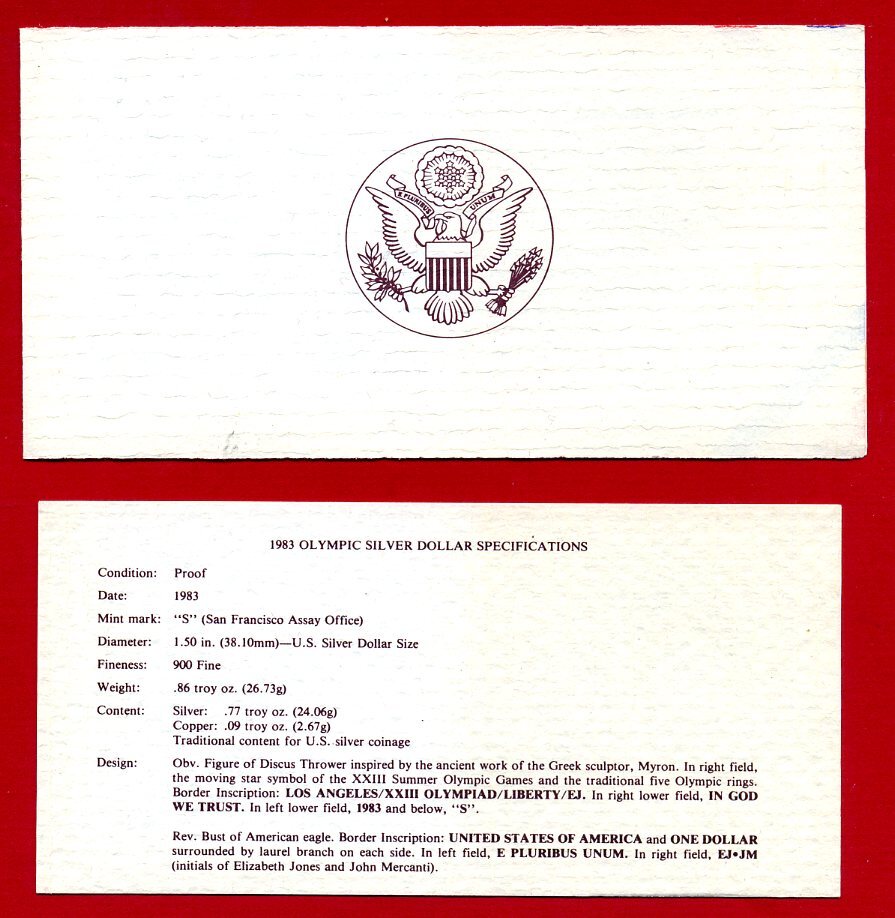 E PLURIBUS UNUM
1983 OLYMPIC SILVER DOLLAR SPECIFICATIONS
Condition: Proof
Date: 1983
Mint mark: “S” (San Francisco Assay Office)
Diameter: 1.50 in. (38.10mm)—U.S. Silver Dollar Size
Fineness: 900 Fine
Weight: .86 troy oz. (26.73g)
Content: Silver: .77 troy oz. (24.06g)
Copper: .09 troy oz. (2.67g)
Traditional content for U.S. silver coinage
Design: Obv. Figure of Discus Thrower inspired by the ancient work of the Greek sculptor, Myron. In right field,
the moving star symbol of the XXIII Summer Olympic Games and the traditional five Olympic rings.
Border Inscription: LOS ANGELES/XXIII OLYMPIAD/LIBERTY/EJ. In right lower field, IN GOD
WE TRUST. In left lower field, 1983 and below, “S”.
Rev. Bust of American eagle. Border Inscription: UNITED STATES OF AMERICA and ONE DOLLAR
surrounded by laurel branch on each side. In left field, E PLURIBUS UNUM. In right field, EJ•JM
(initials of Elizabeth Jones and John Mercanti).